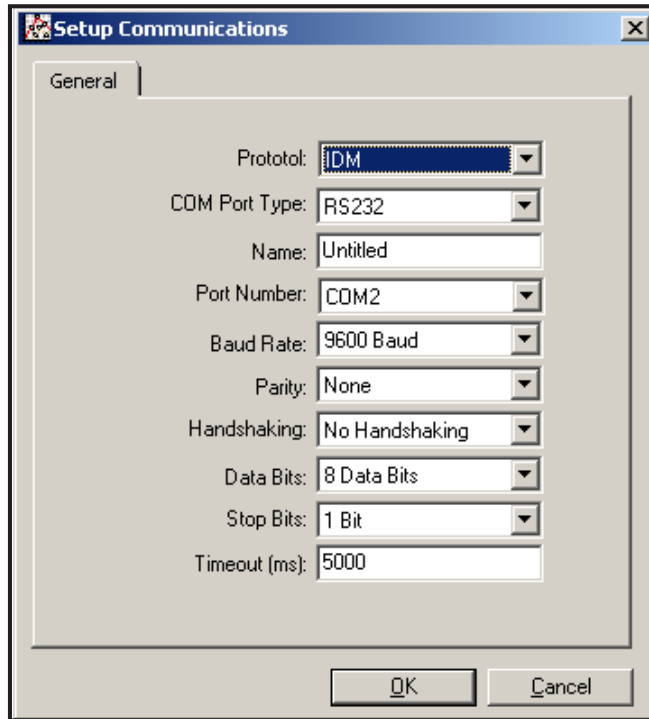 Setup Communications
General
Prototol: IDM
COM Port Type: RS232
Name: Untitled
Port Number: COM2
Baud Rate: 9600 Baud
Parity: None
Handshaking: No Handshaking
Data Bits: 8 Data Bits
Stop Bits: 1 Bit
Timeout (ms): 5000
OK Cancel